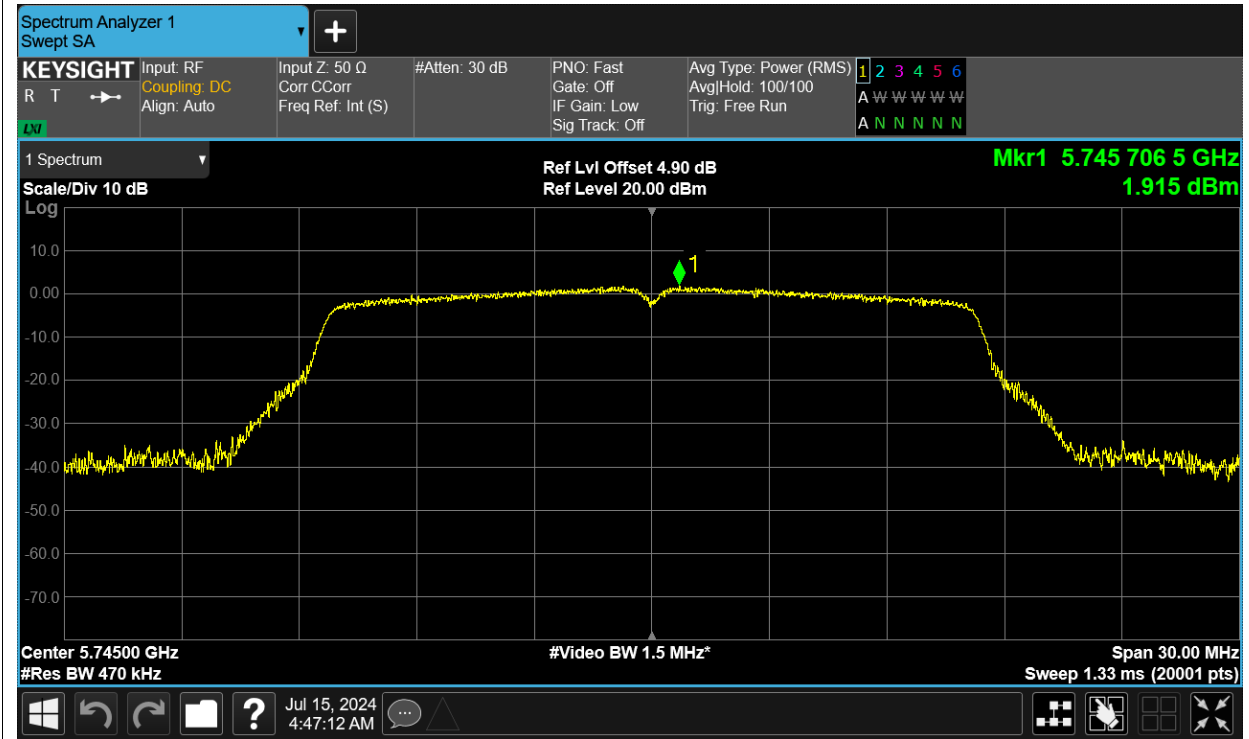 Spectrum Analyzer 1
Swept SA
KEYSIGHT
R T
LXI
Input: RF
Coupling: DC
Align: Auto
Input Z: 50 Ω
Corr CCorr
Freq Ref: Int (S)
#Atten: 30 dB
PNO: Fast
Gate: Off
IF Gain: Low
Sig Track: Off
Avg Type: Power (RMS)
Avg|Hold: 100/100
Trig: Free Run
1 2 3 4 5 6
A W W W W W
A N N N N N
1 Spectrum
Scale/Div 10 dB
Ref Lvl Offset 4.90 dB
Ref Level 20.00 dBm
Mkr1 5.745 706 5 GHz
1.915 dBm
Log
10.0
0.00
-10.0
-20.0
-30.0
-40.0
-50.0
-60.0
-70.0
1
Center 5.74500 GHz
#Res BW 470 kHz
#Video BW 1.5 MHz*
Span 30.00 MHz
Sweep 1.33 ms (20001 pts)
?
Jul 15, 2024
4:47:12 AM